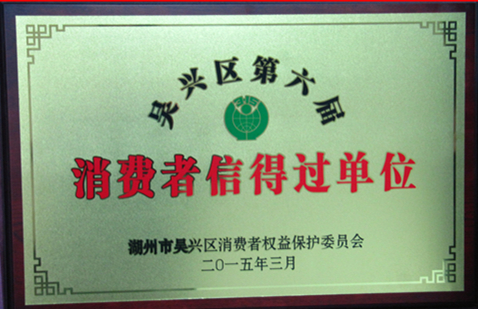 吴兴区第六届
消费者信得过单位
湖州市吴兴区消费者权益保护委员会
二〇一五年三月